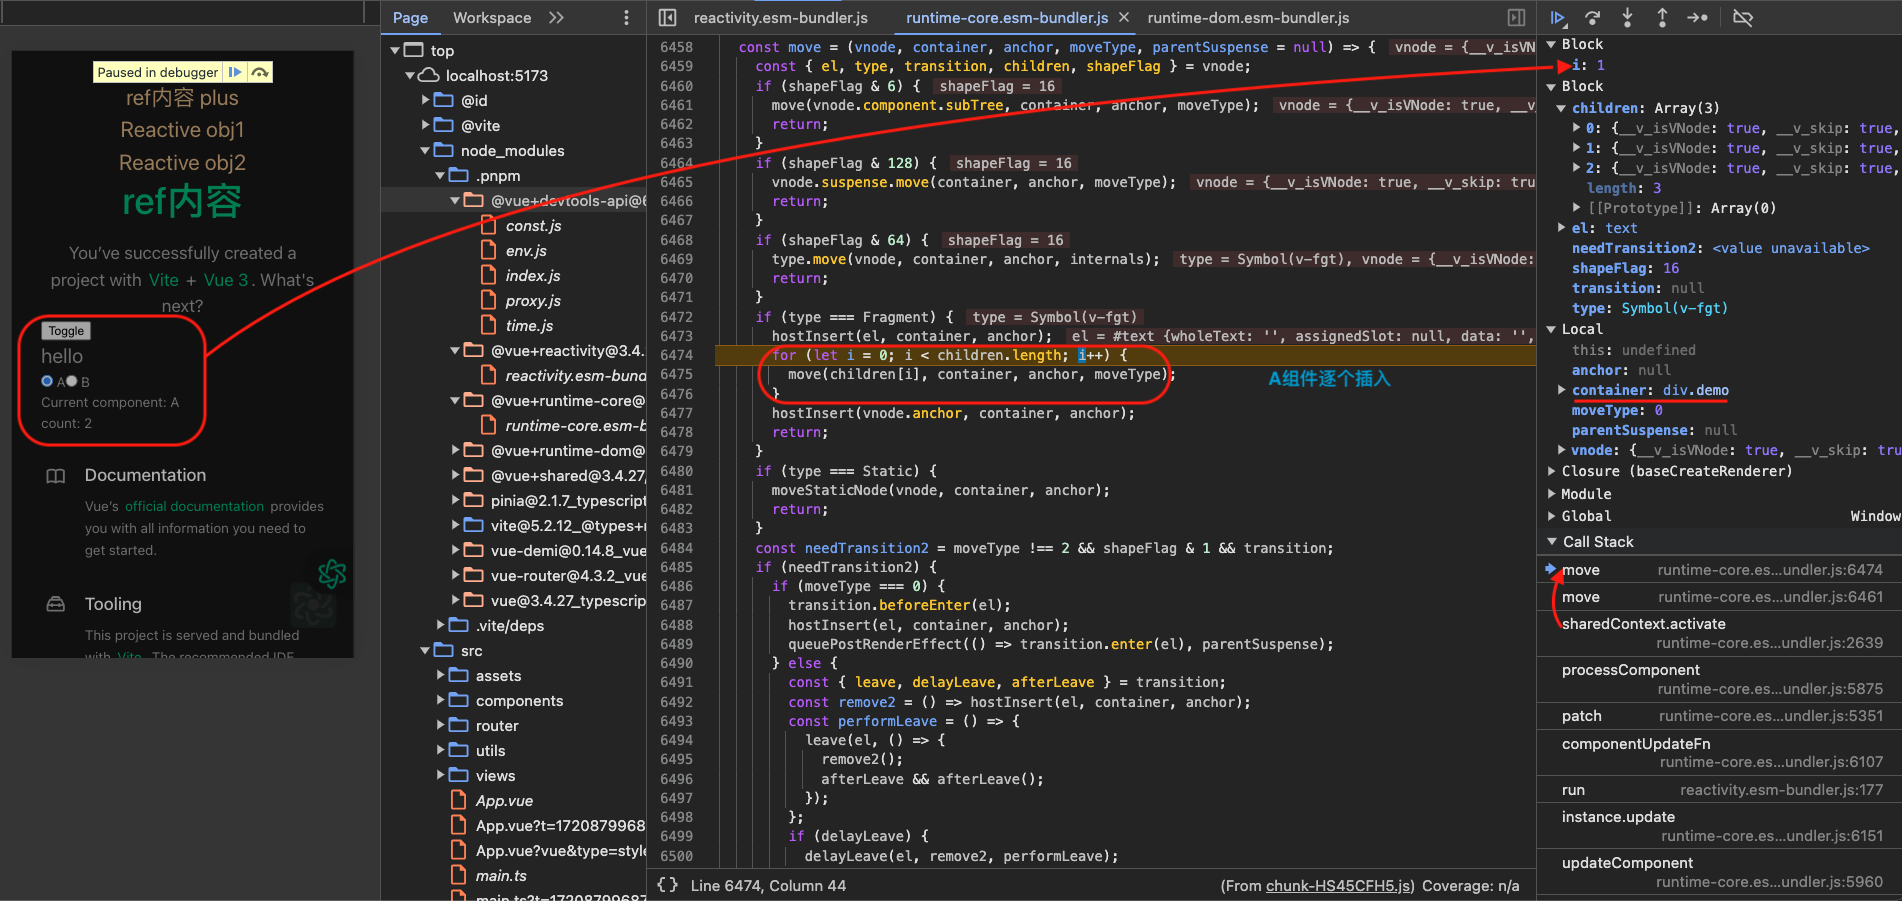 Paused in debugger
ref内容 plus
Reactive obj1
Reactive obj2
ref内容
You've successfully created a
project with Vite + Vue 3. What's
next?
Toggle
hello
A B
Current component: A
count: 2
Documentation
Vue's official documentation provides
you with all information you need to
get started.
Tooling
This project is served and bundled
with Vite. The recommended IDE
Page Workspace
top
localhost:5173
@id
@vite
node_modules
.pnpm
@vue+devtools-api@6
const.js
env.js
index.js
proxy.js
time.js
@vue+reactivity@3.4.
reactivity.esm-bund
@vue+runtime-core@
runtime-core.esm-b
@vue+runtime-dom@
@vue+shared@3.4.27
pinia@2.1.7_typescript
vite@5.2.12_@types+
vue-demi@0.14.8_vue
vue-router@4.3.2_vue
vue@3.4.27_typescrip
.vite/deps
src
assets
components
router
utils
views
App.vue
App.vue?t=1720879968
App.vue?vue&type=style
main.ts
main.ts?t=17208799687
reactivity.esm-bundler.js runtime-core.esm-bundler.js × runtime-dom.esm-bundler.js
6458 const move = (vnode, container, anchor, moveType, parentSuspense = null) => { vnode = {__v_isVN
6459 const { el, type, transition, children, shapeFlag } = vnode;
6460 if (shapeFlag & 6) { shapeFlag = 16
6461 move(vnode.component.subTree, container, anchor, moveType); vnode = {__v_isVNode: true, __v
6462 return;
6463 }
6464 if (shapeFlag & 128) { shapeFlag = 16
6465 vnode.suspense.move(container, anchor, moveType); vnode = {__v_isVNode: true, __v_skip: tru
6466 return;
6467 }
6468 if (shapeFlag & 64) { shapeFlag = 16
6469 type.move(vnode, container, anchor, internals); type = Symbol(v-fgt), vnode = {__v_isVNode:
6470 return;
6471 }
6472 if (type === Fragment) { type = Symbol(v-fgt)
6473 hostInsert(el, container, anchor); el = #text {wholeText: '', assignedSlot: null, data: '',
6474 for (let i = 0; i < children.length; i++) {
6475 move(children[i], container, anchor, moveType);
A组件逐个插入
6476 }
6477 hostInsert(vnode.anchor, container, anchor);
6478 return;
6479 }
6480 if (type === Static) {
6481 moveStaticNode(vnode, container, anchor);
6482 return;
6483 }
6484 const needTransition2 = moveType !== 2 && shapeFlag & 1 && transition;
6485 if (needTransition2) {
6486 if (moveType === 0) {
6487 transition.beforeEnter(el);
6488 hostInsert(el, container, anchor);
6489 queuePostRenderEffect(() => transition.enter(el), parentSuspense);
6490 } else {
6491 const { leave, delayLeave, afterLeave } = transition;
6492 const remove2 = () => hostInsert(el, container, anchor);
6493 const performLeave = () => {
6494 leave(el, () => {
6495 remove2();
6496 afterLeave && afterLeave();
6497 });
6498 };
6499 if (delayLeave) {
6500 delayLeave(el, remove2, performLeave);
{} Line 6474, Column 44 (From chunk-HS45CFH5.js) Coverage: n/a
Block
i: 1
Block
children: Array(3)
0: {__v_isVNode: true, __v_skip: true,
1: {__v_isVNode: true, __v_skip: true,
2: {__v_isVNode: true, __v_skip: true,
length: 3
[[Prototype]]: Array(0)
el: text
needTransition2: <value unavailable>
shapeFlag: 16
transition: null
type: Symbol(v-fgt)
Local
this: undefined
anchor: null
container: div.demo
moveType: 0
parentSuspense: null
vnode: {__v_isVNode: true, __v_skip: tru
Closure (baseCreateRenderer)
Module
Global Window
Call Stack
move runtime-core.es…undler.js:6474
move runtime-core.es…undler.js:6461
sharedContext.activate
runtime-core.es…undler.js:2639
processComponent
runtime-core.es…undler.js:5875
patch runtime-core.es…undler.js:5351
componentUpdateFn
runtime-core.es…undler.js:6107
run reactivity.esm-bundler.js:177
instance.update
runtime-core.es…undler.js:6151
updateComponent
runtime-core.es…undler.js:5960